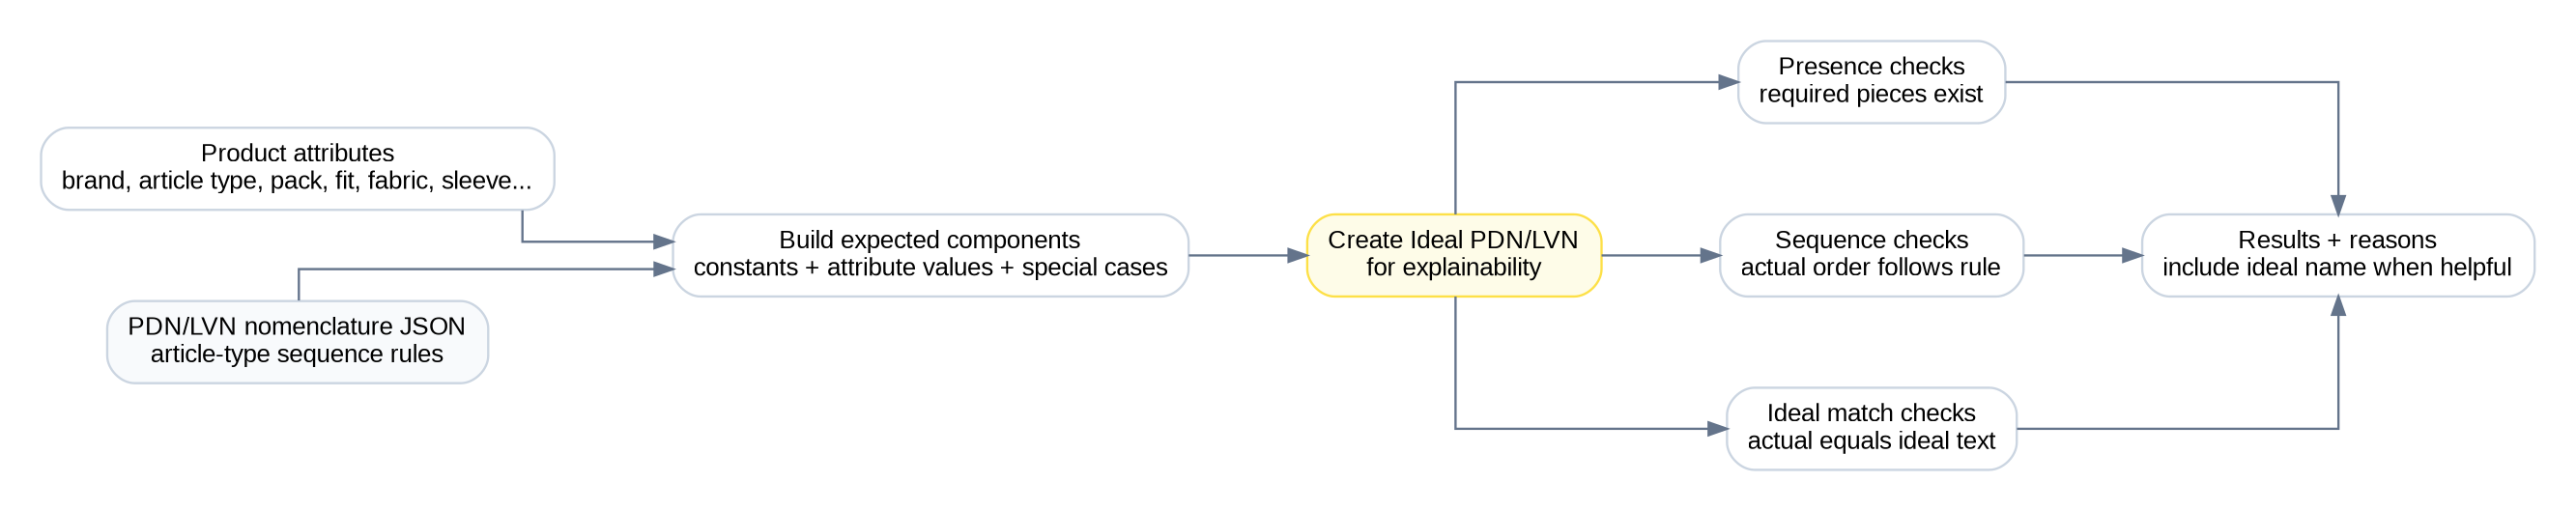 Product attributes
brand, article type, pack, fit, fabric, sleeve...
PDN/LVN nomenclature JSON
article-type sequence rules
Build expected components
constants + attribute values + special cases
Create Ideal PDN/LVN
for explainability
Presence checks
required pieces exist
Sequence checks
actual order follows rule
Ideal match checks
actual equals ideal text
Results + reasons
include ideal name when helpful